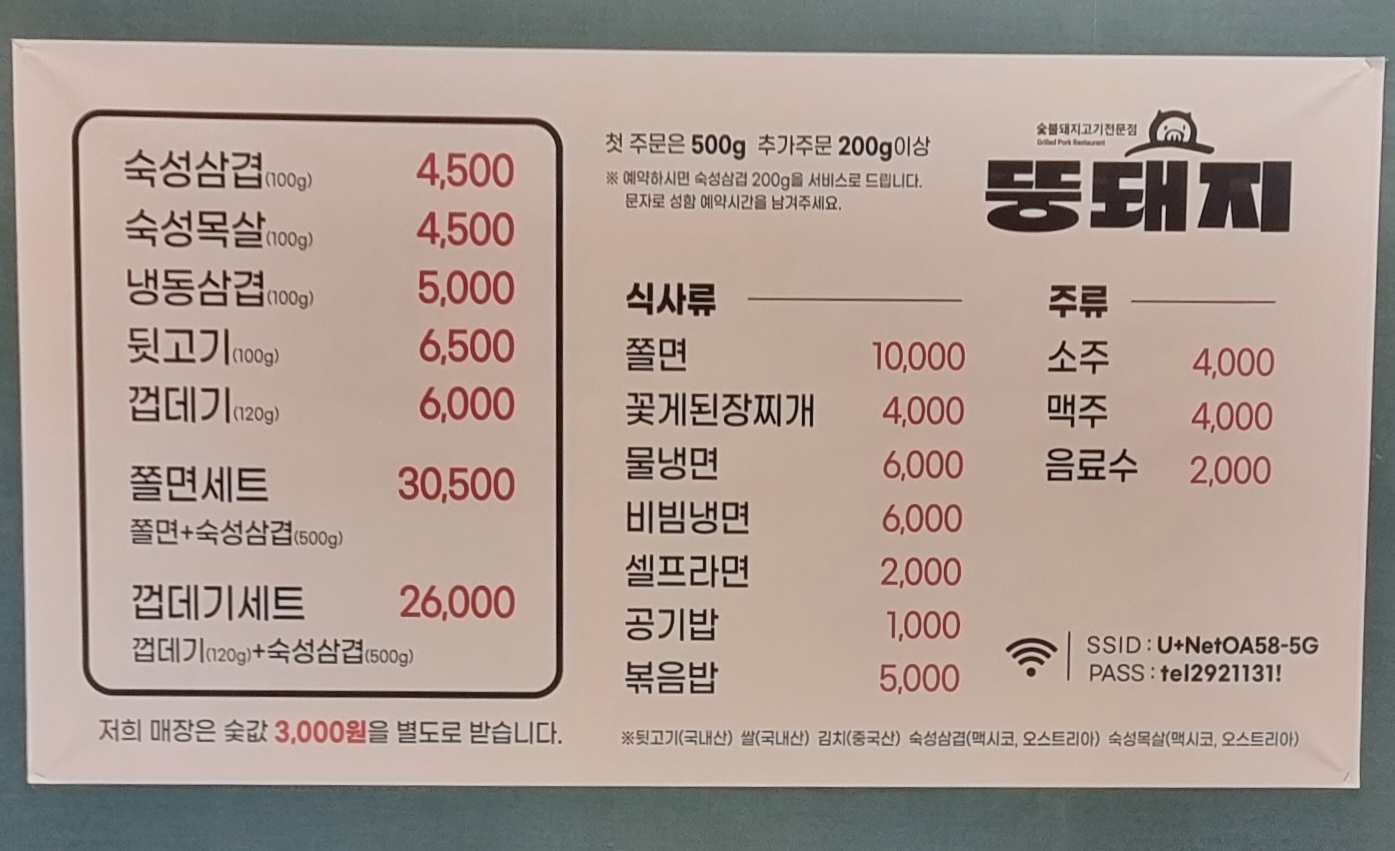 숙성삼겹(100g) 4,500
숙성목살(100g) 4,500
냉동삼겹(100g) 5,000
뒷고기(100g) 6,500
껍데기(120g) 6,000
쫄면세트 30,500
쫄면+숙성삼겹(500g)
껍데기세트 26,000
껍데기(120g)+숙성삼겹(500g)
저희 매장은 숯값 3,000원을 별도로 받습니다.
첫 주문은 500g 추가주문 200g이상
※ 예약하시면 숙성삼겹 200g을 서비스로 드립니다.
문자로 성함 예약시간을 남겨주세요.
숯불돼지고기전문점
Grilled Pork Restaurant
뚱돼지
식사류
쫄면 10,000
꽃게된장찌개 4,000
물냉면 6,000
비빔냉면 6,000
셀프라면 2,000
공기밥 1,000
볶음밥 5,000
주류
소주 4,000
맥주 4,000
음료수 2,000
SSID : U+NetOA58-5G
PASS : tel2921131!
※뒷고기(국내산) 쌀(국내산) 김치(중국산) 숙성삼겹(맥시코, 오스트리아) 숙성목살(맥시코, 오스트리아)